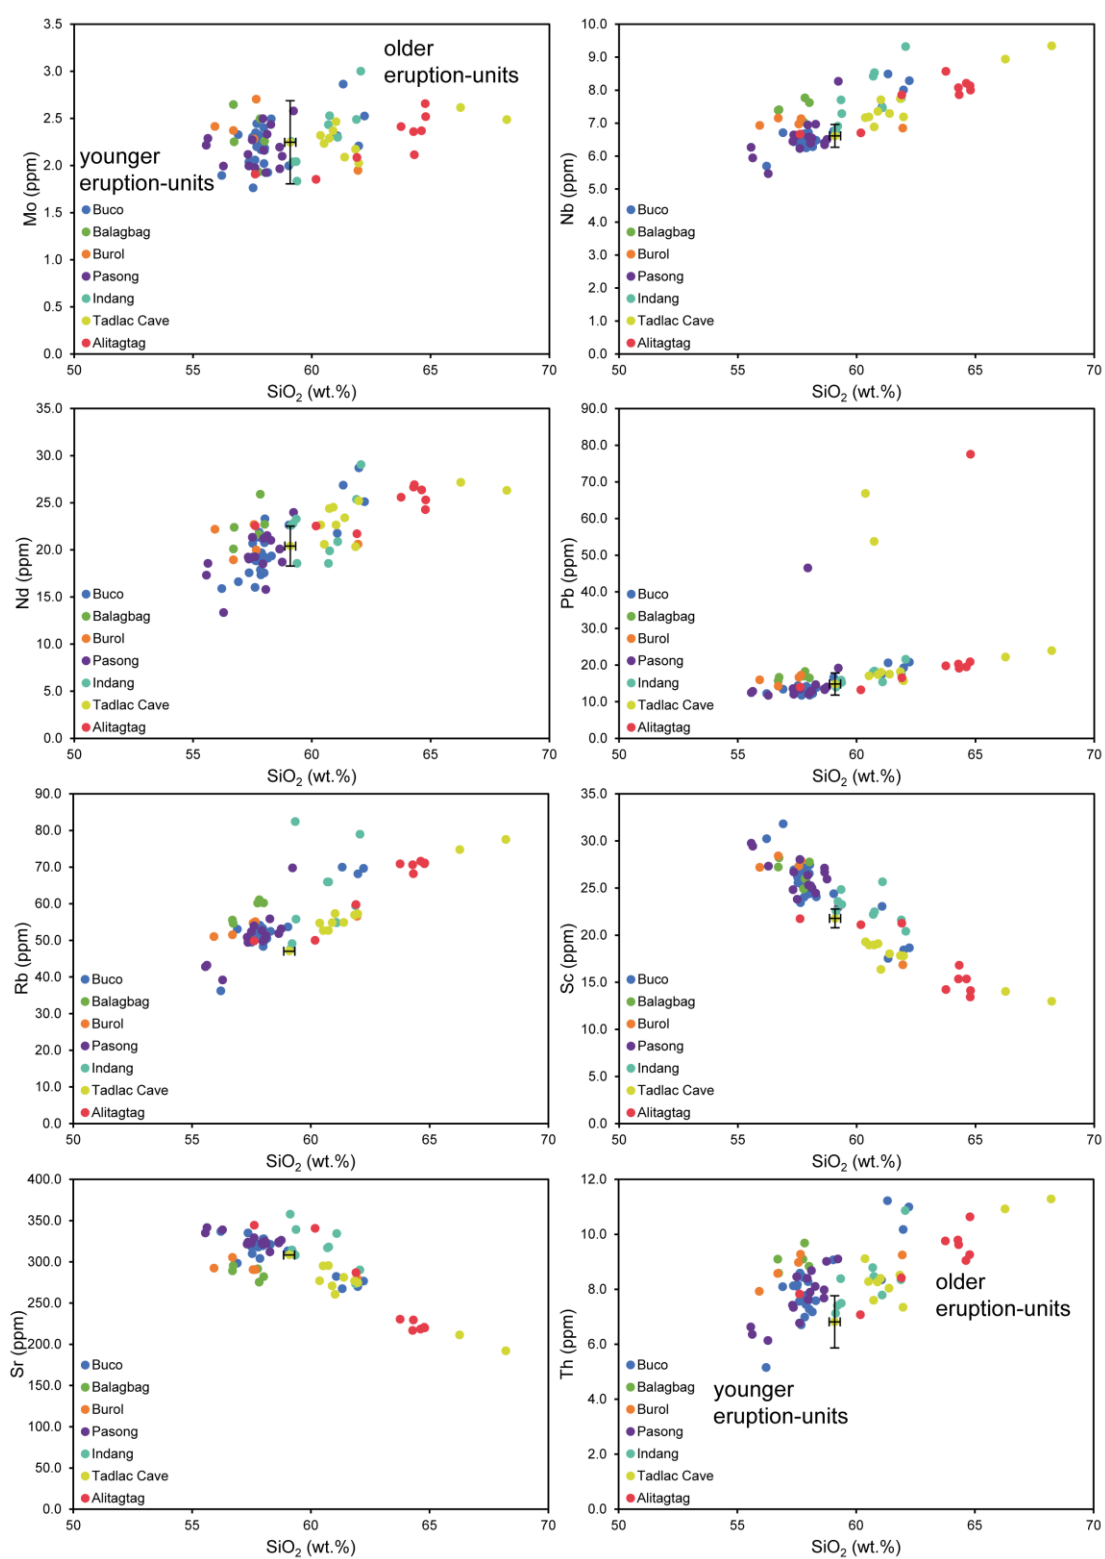 3.5
3.0
2.5
2.0
1.5
1.0
0.5
0.0
Mo (ppm)
older
eruption-units
younger
eruption-units
Buco
Balagbag
Burol
Pasong
Indang
Tadlac Cave
Alitagtag
50 55 60 65 70
SiO₂ (wt.%)
10.0
9.0
8.0
7.0
6.0
5.0
4.0
3.0
2.0
1.0
0.0
Nb (ppm)
Buco
Balagbag
Burol
Pasong
Indang
Tadlac Cave
Alitagtag
50 55 60 65 70
SiO₂ (wt.%)
35.0
30.0
25.0
20.0
15.0
10.0
5.0
0.0
Nd (ppm)
Buco
Balagbag
Burol
Pasong
Indang
Tadlac Cave
Alitagtag
50 55 60 65 70
SiO₂ (wt.%)
90.0
80.0
70.0
60.0
50.0
40.0
30.0
20.0
10.0
0.0
Pb (ppm)
Buco
Balagbag
Burol
Pasong
Indang
Tadlac Cave
Alitagtag
50 55 60 65 70
SiO₂ (wt.%)
90.0
80.0
70.0
60.0
50.0
40.0
30.0
20.0
10.0
0.0
Rb (ppm)
Buco
Balagbag
Burol
Pasong
Indang
Tadlac Cave
Alitagtag
50 55 60 65 70
SiO₂ (wt.%)
35.0
30.0
25.0
20.0
15.0
10.0
5.0
0.0
Sc (ppm)
Buco
Balagbag
Burol
Pasong
Indang
Tadlac Cave
Alitagtag
50 55 60 65 70
SiO₂ (wt.%)
400.0
350.0
300.0
250.0
200.0
150.0
100.0
50.0
0.0
Sr (ppm)
Buco
Balagbag
Burol
Pasong
Indang
Tadlac Cave
Alitagtag
50 55 60 65 70
SiO₂ (wt.%)
12.0
10.0
8.0
6.0
4.0
2.0
0.0
Th (ppm)
older
eruption-units
younger
eruption-units
Buco
Balagbag
Burol
Pasong
Indang
Tadlac Cave
Alitagtag
50 55 60 65 70
SiO₂ (wt.%)